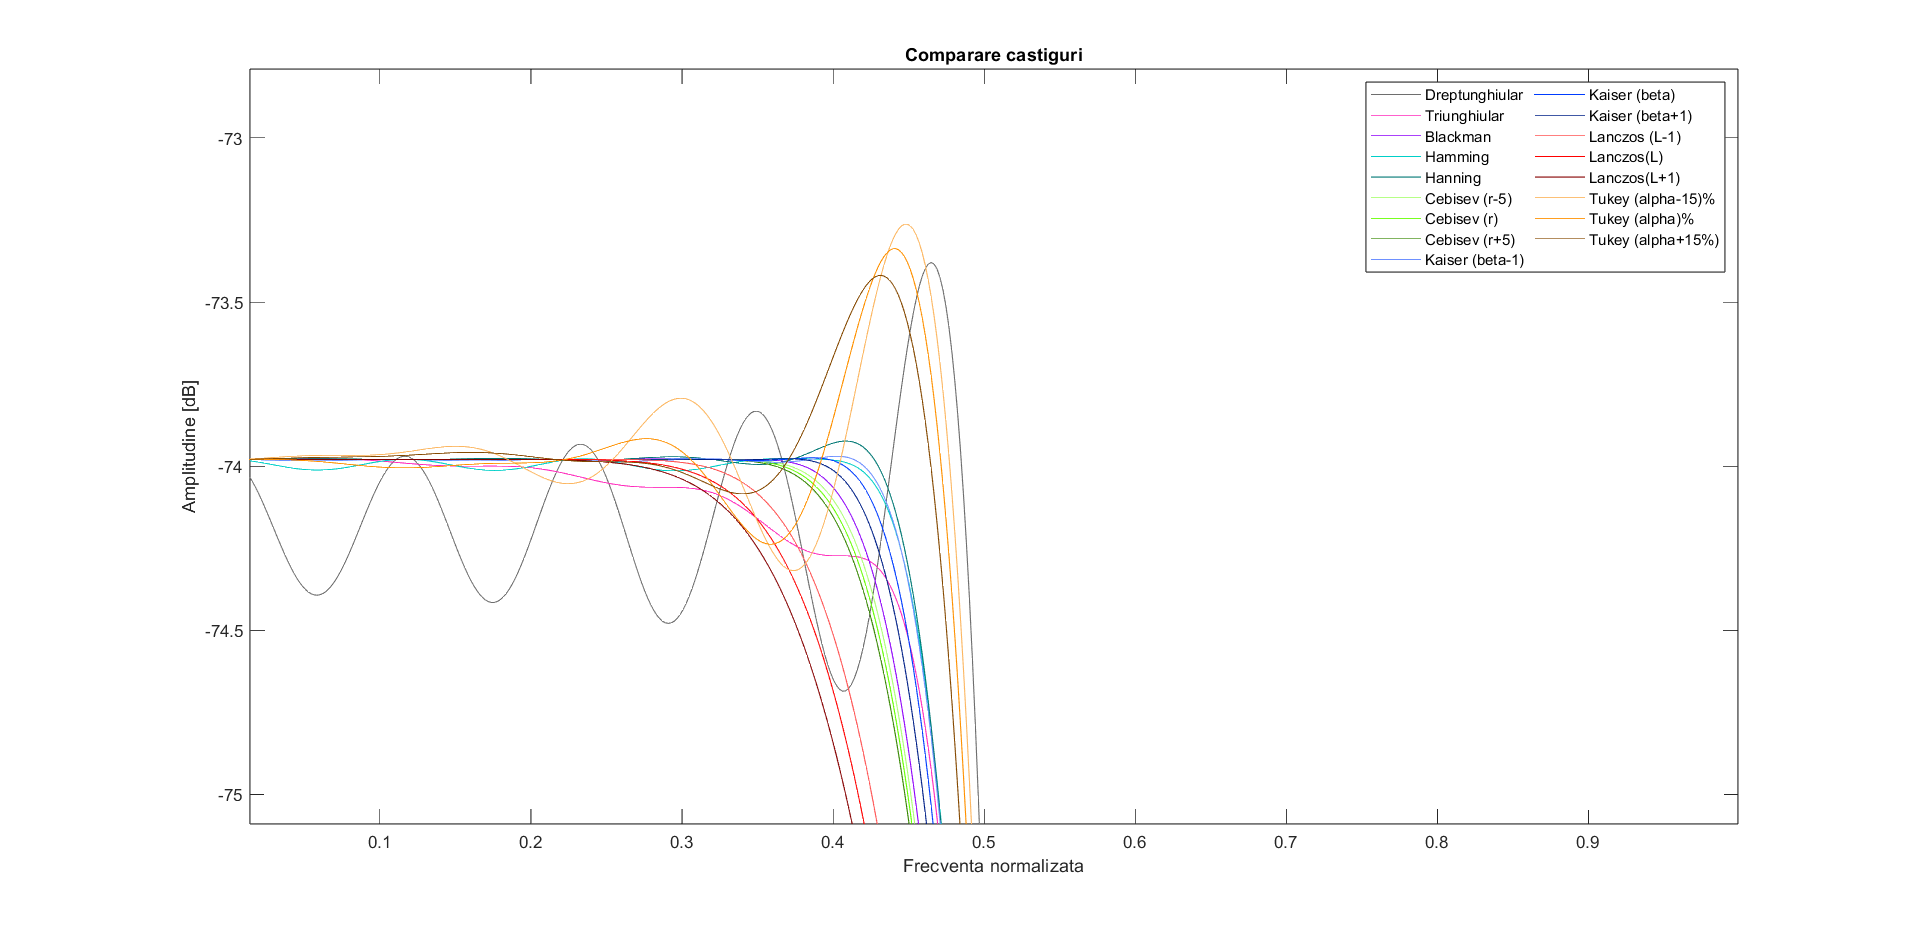 Comparare castiguri
Amplitudine [dB]
-73
-73.5
-74
-74.5
-75
Dreptunghiular
Triunghiular
Blackman
Hamming
Hanning
Cebisev (r-5)
Cebisev (r)
Cebisev (r+5)
Kaiser (beta-1)
Kaiser (beta)
Kaiser (beta+1)
Lanczos (L-1)
Lanczos(L)
Lanczos(L+1)
Tukey (alpha-15)%
Tukey (alpha)%
Tukey (alpha+15%)
0.1 0.2 0.3 0.4 0.5 0.6 0.7 0.8 0.9
Frecventa normalizata